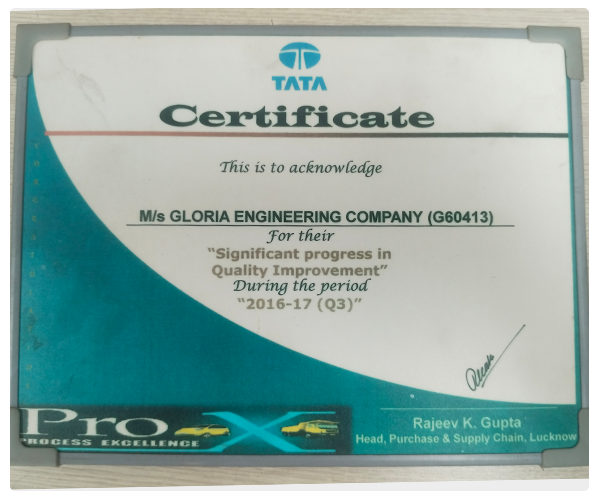 TATA
Certificate
This is to acknowledge
M/s GLORIA ENGINEERING COMPANY (G60413)
For their
"Significant progress in
Quality Improvement"
During the period
"2016-17 (Q3)"
Pro X
PROCESS EXCELLENCE
Rajeev K. Gupta
Head, Purchase & Supply Chain, Lucknow